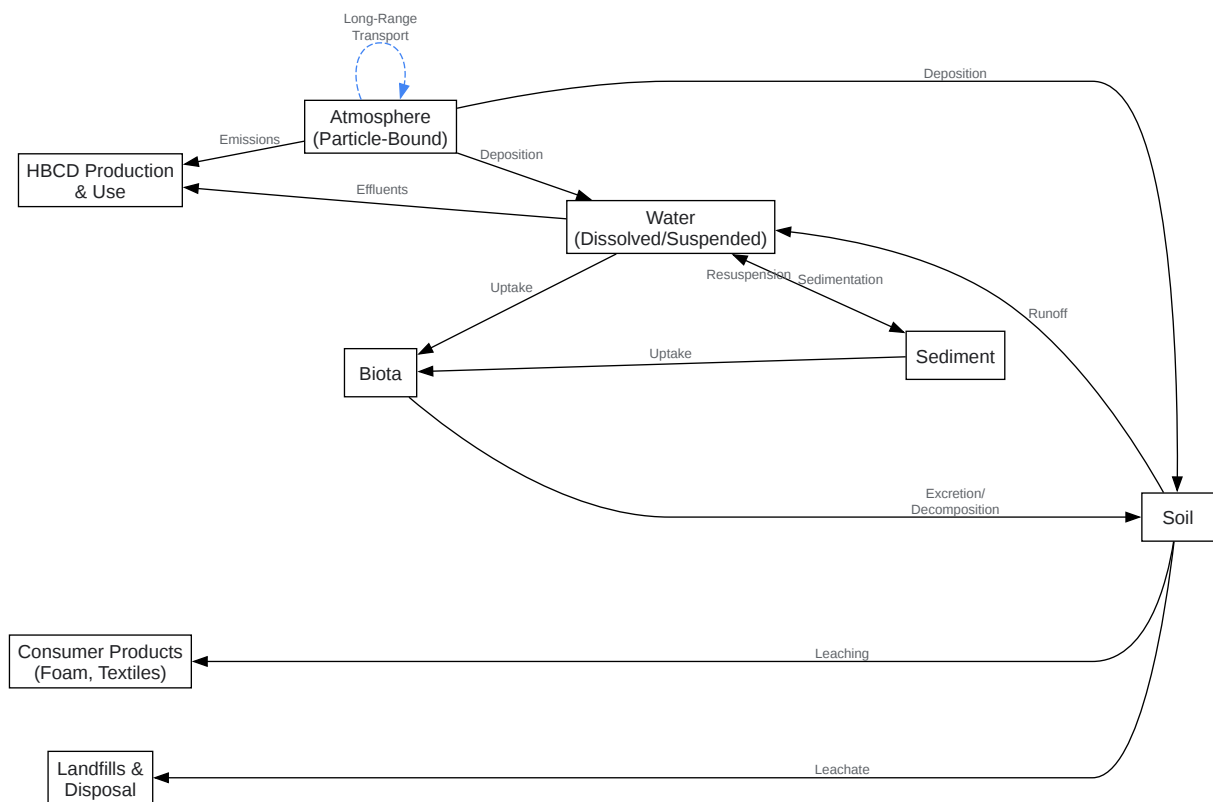 Long-Range
Transport
Deposition
Atmosphere
(Particle-Bound)
Emissions
Deposition
HBCD Production
& Use
Effluents
Water
(Dissolved/Suspended)
Resuspension
Sedimentation
Uptake
Runoff
Sediment
Uptake
Biota
Excretion/
Decomposition
Soil
Consumer Products
(Foam, Textiles)
Leaching
Landfills &
Disposal
Leachate